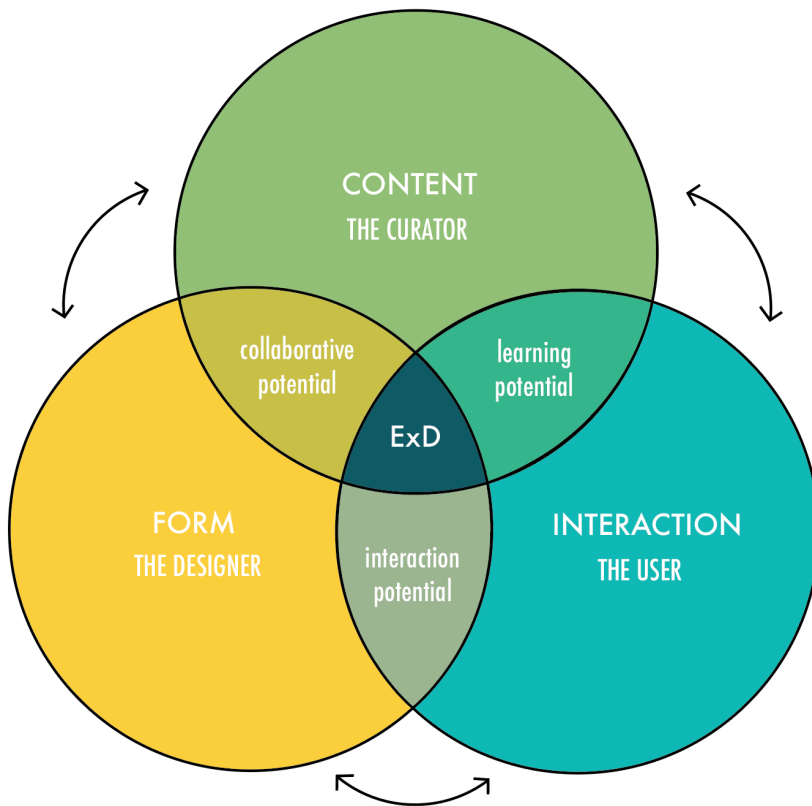 CONTENT
THE CURATOR
collaborative
potential
learning
potential
ExD
FORM
THE DESIGNER
interaction
potential
INTERACTION
THE USER